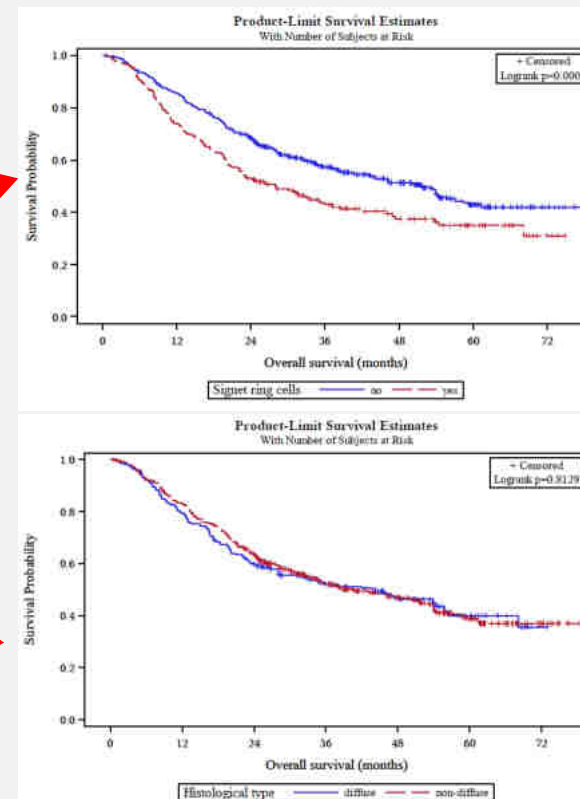 Product-Limit Survival Estimates
With Number of Subjects at Risk
+ Censored
Logrank p=0.000
1.0
0.8
0.6
0.4
0.2
0.0
Survival Probability
0 12 24 36 48 60 72
Overall survival (months)
Signet ring cells no yes
Product-Limit Survival Estimates
With Number of Subjects at Risk
+ Censored
Logrank p=0.8129
1.0
0.8
0.6
0.4
0.2
0.0
Survival Probability
0 12 24 36 48 60 72
Overall survival (months)
Histological type diffuse non-diffuse